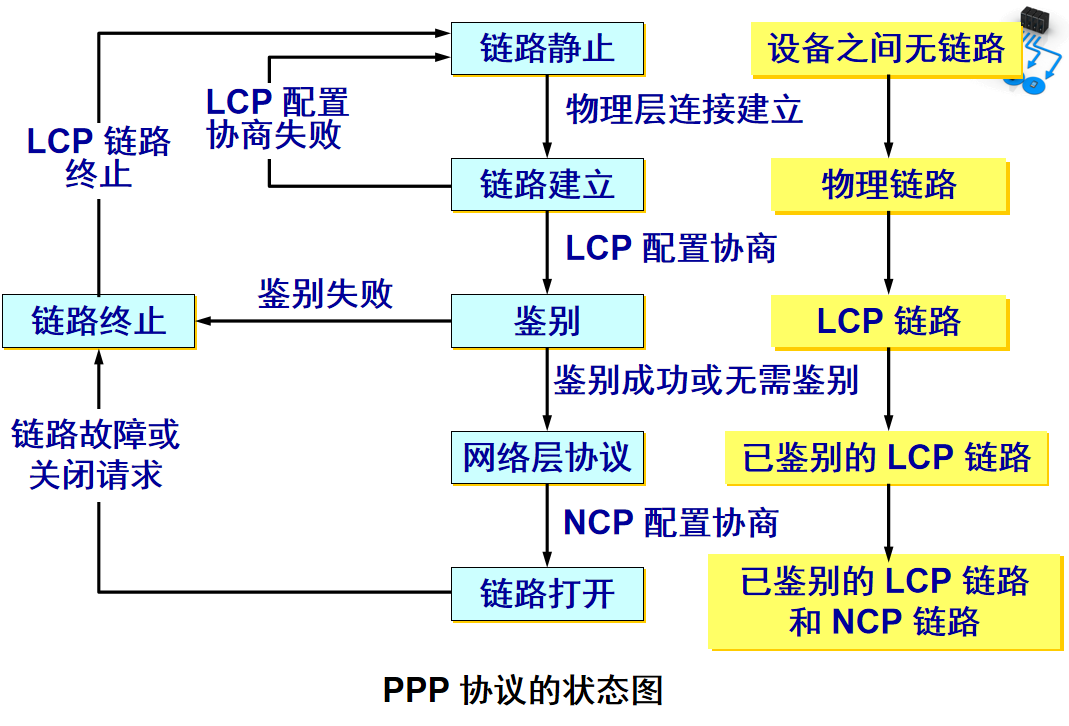 链路静止
设备之间无链路
物理层连接建立
LCP 配置
协商失败
LCP 链路
终止
链路建立
物理链路
LCP 配置协商
鉴别失败
链路终止
鉴别
LCP 链路
鉴别成功或无需鉴别
链路故障或
关闭请求
网络层协议
已鉴别的 LCP 链路
NCP 配置协商
链路打开
已鉴别的 LCP 链路
和 NCP 链路
PPP 协议的状态图